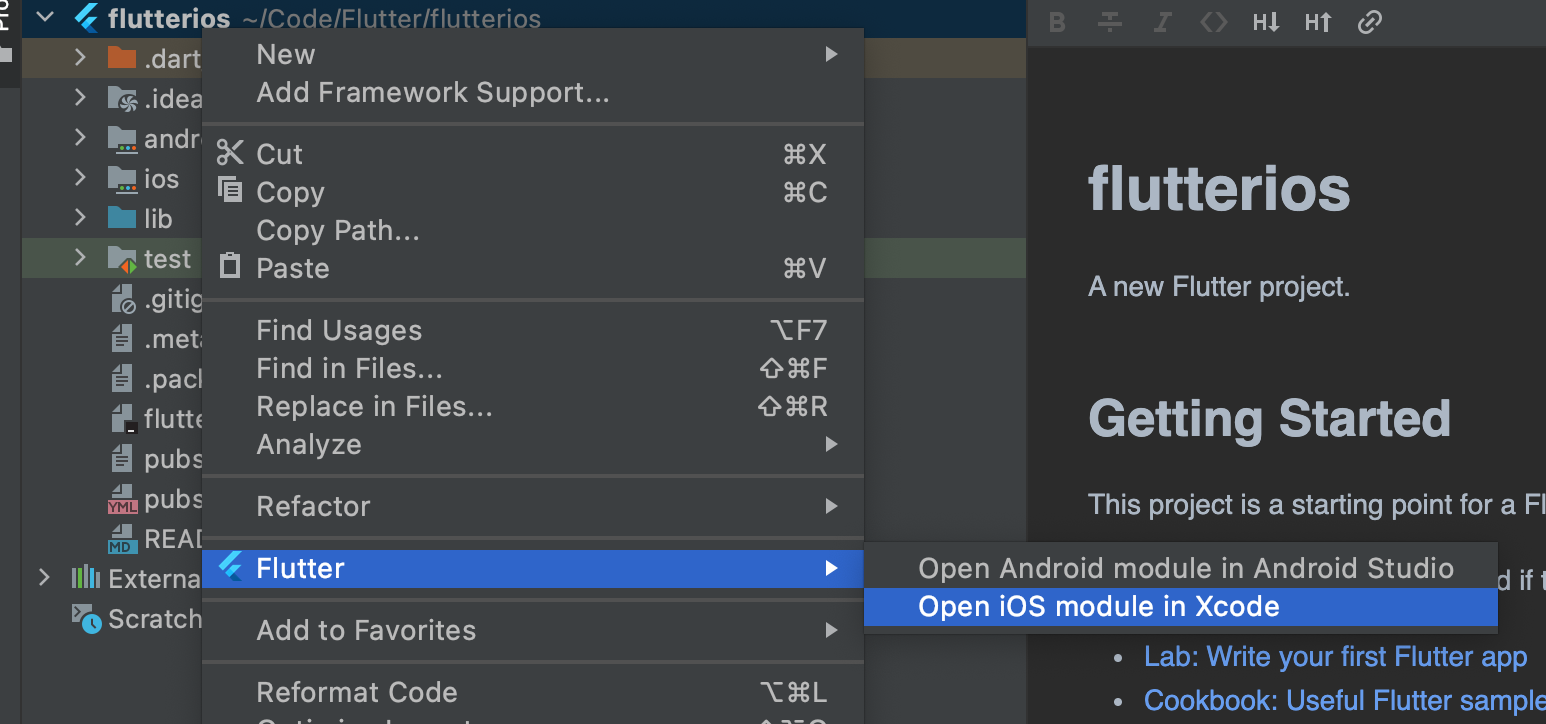 flutterios ~/Code/Flutter/flutterios
.dart
.idea
andr
ios
lib
test
.gitig
.meta
.pack
flutte
pubs
pubs
YML
READ
MD
Externa
Scratch
New
Add Framework Support...
Cut ⌘X
Copy ⌘C
Copy Path...
Paste ⌘V
Find Usages ⌥F7
Find in Files... ⇧⌘F
Replace in Files... ⇧⌘R
Analyze
Refactor
Flutter
Add to Favorites
Reformat Code ⌥⌘L
Open Android module in Android Studio
Open iOS module in Xcode
B T I <> H↓ H↑
flutterios
A new Flutter project.
Getting Started
This project is a starting point for a Fl
d if t
• Lab: Write your first Flutter app
• Cookbook: Useful Flutter sample